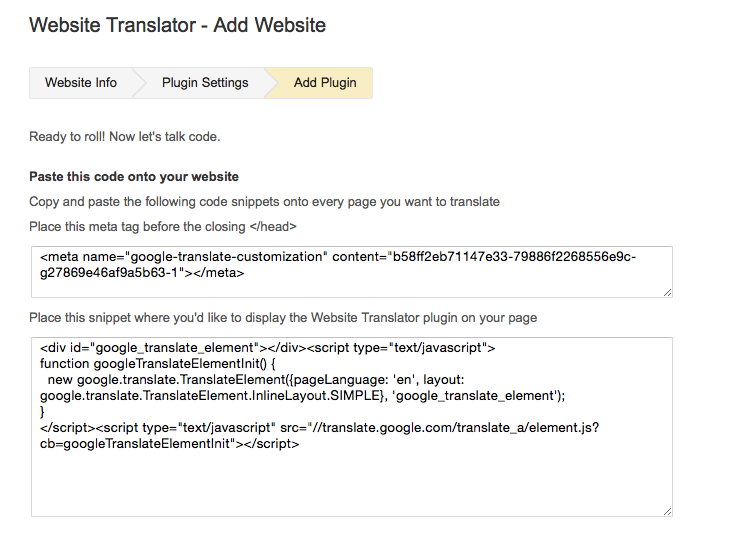 Website Translator - Add Website
Website Info
Plugin Settings
Add Plugin
Ready to roll! Now let's talk code.
Paste this code onto your website
Copy and paste the following code snippets onto every page you want to translate
Place this meta tag before the closing </head>
<meta name="google-translate-customization" content="b58ff2eb71147e33-79886f2268556e9c-
g27869e46af9a5b63-1"></meta>
Place this snippet where you'd like to display the Website Translator plugin on your page
<div id="google_translate_element"></div><script type="text/javascript">
function googleTranslateElementInit() {
  new google.translate.TranslateElement({pageLanguage: 'en', layout:
google.translate.TranslateElement.InlineLayout.SIMPLE}, 'google_translate_element');
}
</script><script type="text/javascript" src="//translate.google.com/translate_a/element.js?
cb=googleTranslateElementInit"></script>